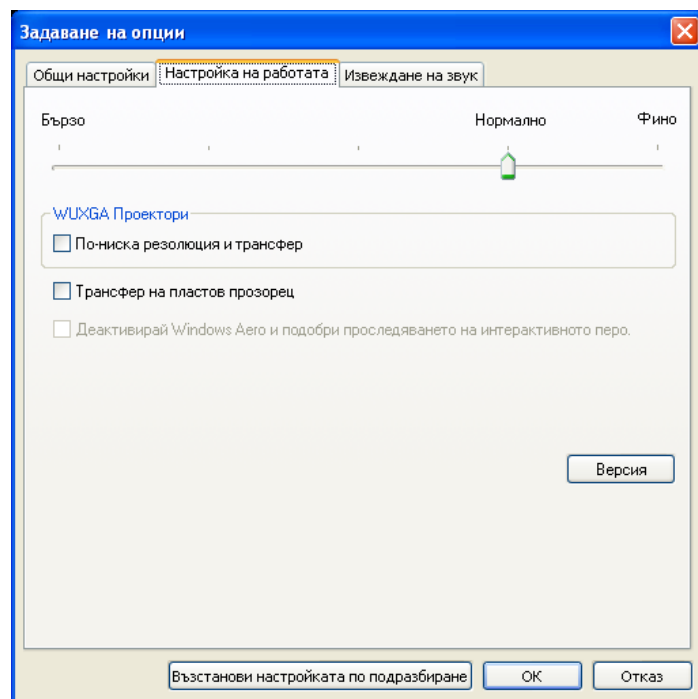 Задаване на опции
Общи настройки Настройка на работата Извеждане на звук
Бързо Нормално Фино
WUXGA Проектори
По-ниска резолюция и трансфер
Трансфер на пластов прозорец
Деактивирай Windows Aero и подобри проследяването на интерактивното перо.
Версия
Възстанови настройката по подразбиране OK Отказ